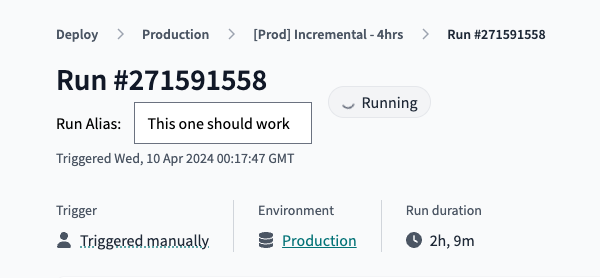 Deploy > Production > [Prod] Incremental - 4hrs > Run #271591558
Run #271591558
Running
Run Alias: This one should work
Triggered Wed, 10 Apr 2024 00:17:47 GMT
Trigger Environment Run duration
Triggered manually Production 2h, 9m